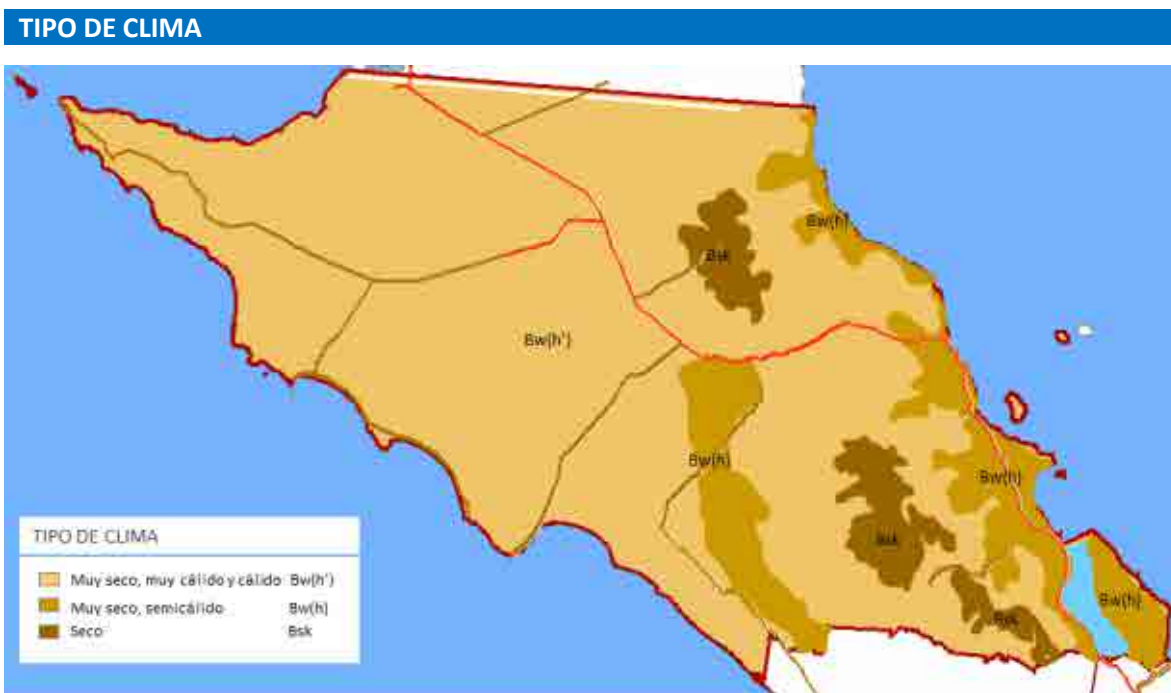 TIPO DE CLIMA
Bw(h)
Bsk
Bw(h')
Bw(h)
Bw(h)
Bsk
Bw(h)
Bsk
TIPO DE CLIMA
Muy seco, muy cálido y cálido Bw(h')
Muy seco, semicálido Bw(h)
Seco Bsk